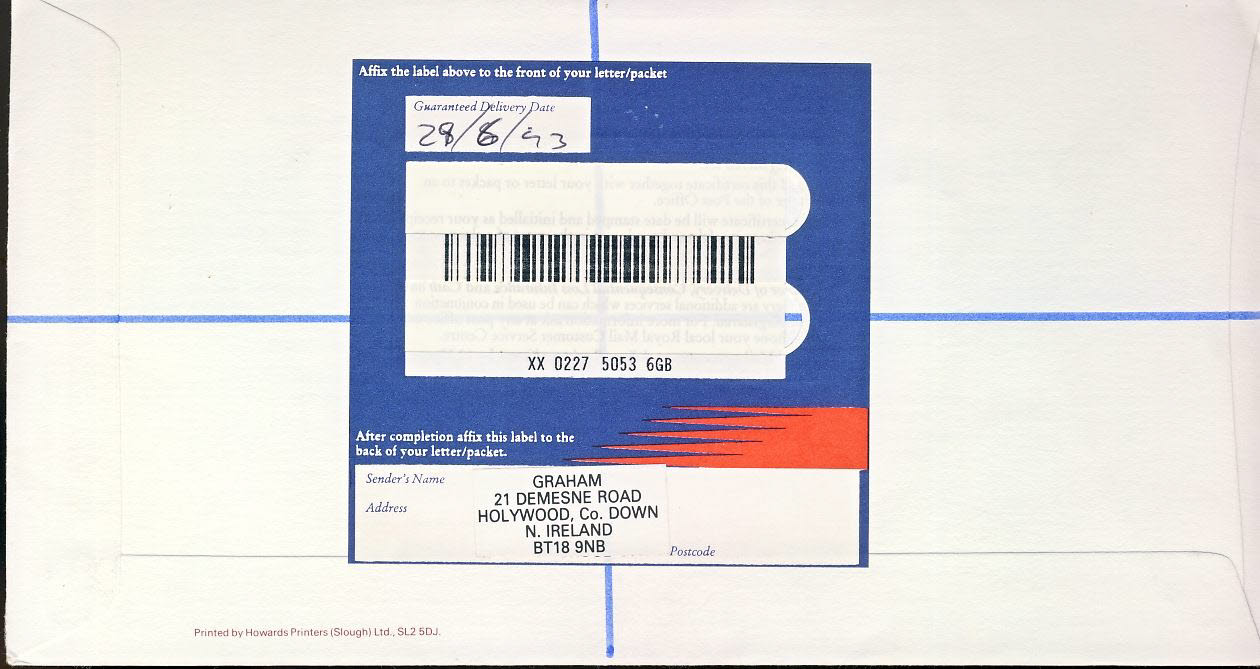 Affix the label above to the front of your letter/packet
Guaranteed Delivery Date
28/6/93
XX 0227 5053 6GB
After completion affix this label to the
back of your letter/packet.
Sender's Name
Address
GRAHAM
21 DEMESNE ROAD
HOLYWOOD, Co. DOWN
N. IRELAND
BT18 9NB
Postcode
Printed by Howards Printers (Slough) Ltd., SL2 5DJ.